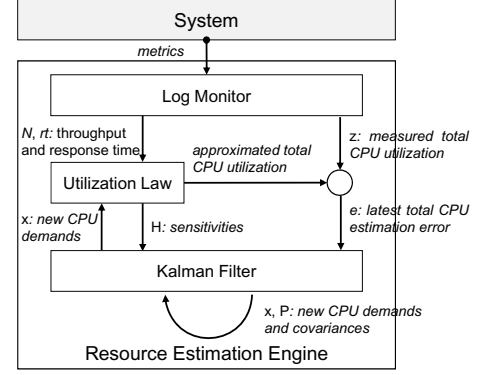 System
metrics
Log Monitor
N, rt: throughput
and response time
approximated total
CPU utilization
z: measured total
CPU utilization
Utilization Law
x: new CPU
demands
H: sensitivities
e: latest total CPU
estimation error
Kalman Filter
x, P: new CPU demands
and covariances
Resource Estimation Engine